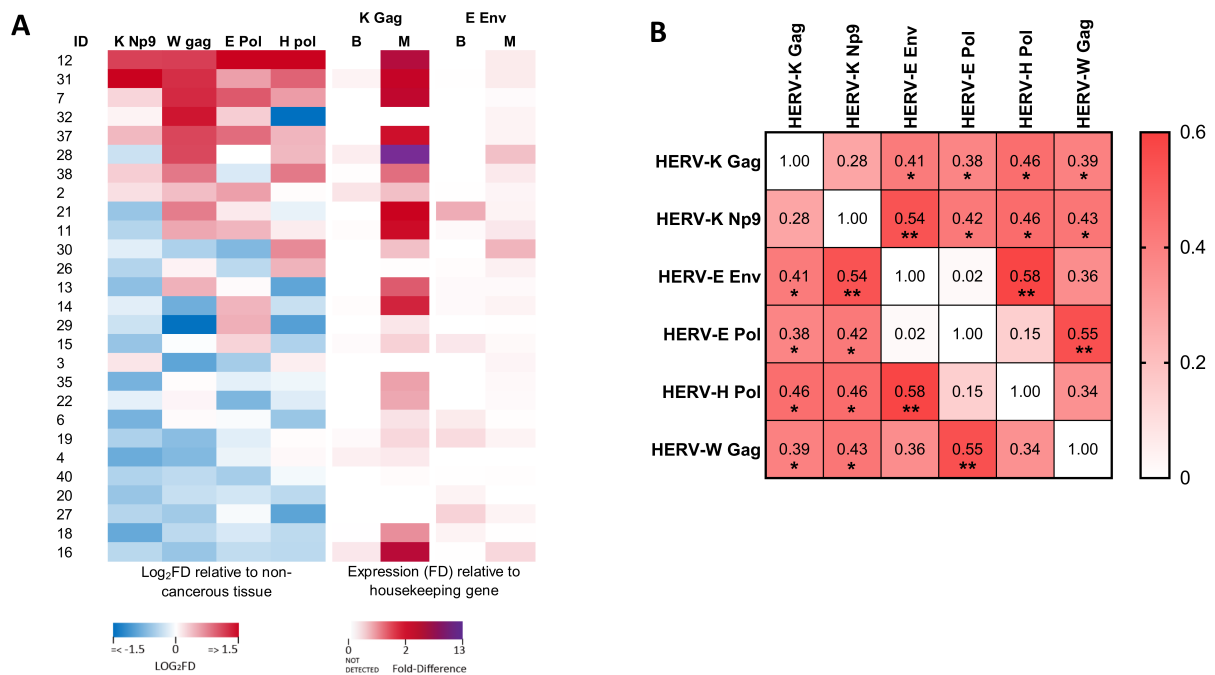 A
K Gag
E Env
ID
K Np9
W gag
E Pol
H pol
B
M
B
M
12
31
7
32
37
28
38
2
21
11
30
26
13
14
29
15
3
35
22
6
19
4
40
20
27
18
16
Log₂FD relative to non-
cancerous tissue
Expression (FD) relative to
housekeeping gene
=< -1.5
0
=> 1.5
LOG₂FD
0
2
13
NOT
DETECTED
Fold-Difference
B
HERV-K Gag
HERV-K Np9
HERV-E Env
HERV-E Pol
HERV-H Pol
HERV-W Gag
HERV-K Gag
1.00
0.28
0.41
*
0.38
*
0.46
*
0.39
*
HERV-K Np9
0.28
1.00
0.54
**
0.42
*
0.46
*
0.43
*
HERV-E Env
0.41
*
0.54
**
1.00
0.02
0.58
**
0.36
HERV-E Pol
0.38
*
0.42
*
0.02
1.00
0.15
0.55
**
HERV-H Pol
0.46
*
0.46
*
0.58
**
0.15
1.00
0.34
HERV-W Gag
0.39
*
0.43
*
0.36
0.55
**
0.34
1.00
0.6
0.4
0.2
0